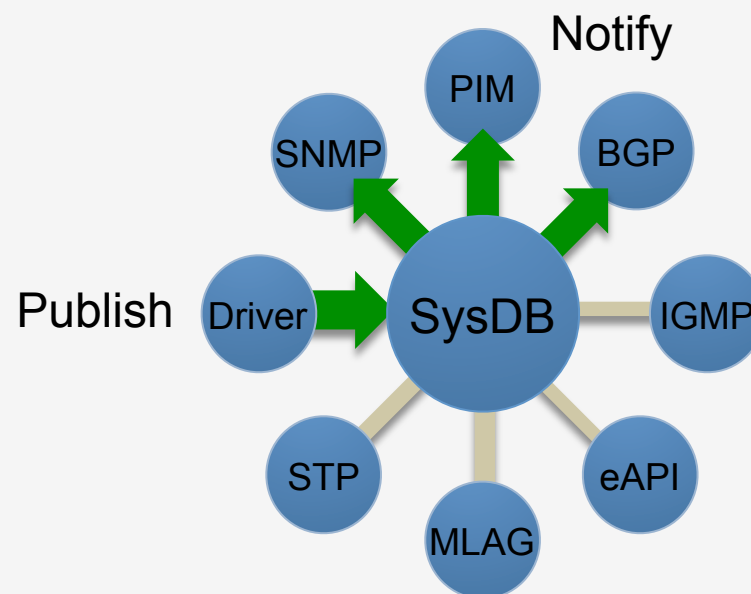 Notify
PIM
SNMP
BGP
Publish
Driver
SysDB
IGMP
STP
eAPI
MLAG